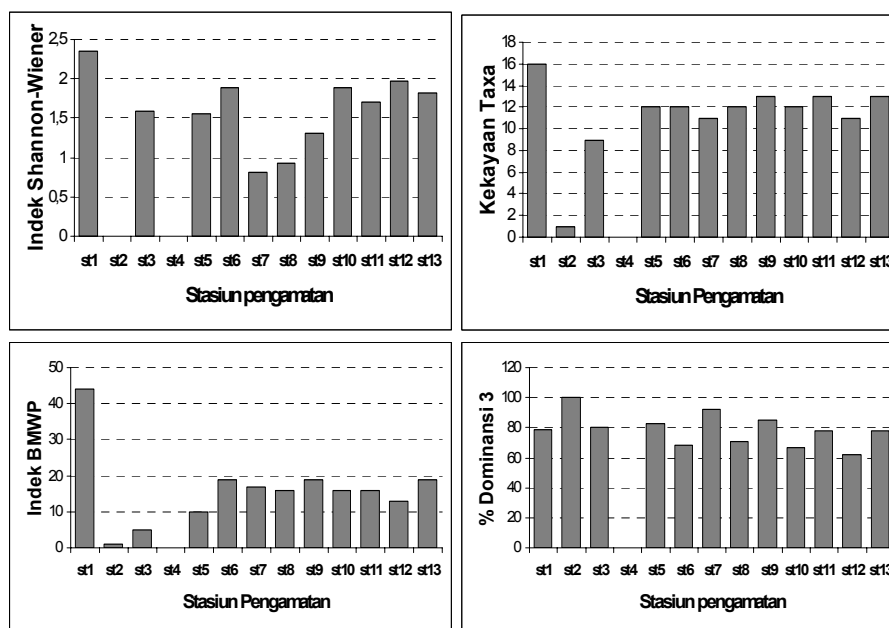 Indek Shannon-Wiener
2,5
2
1,5
1
0,5
0
st1 st2 st3 st4 st5 st6 st7 st8 st9 st10 st11 st12 st13
Stasiun pengamatan
Kekayaan Taxa
18
16
14
12
10
8
6
4
2
0
st1 st2 st3 st4 st5 st6 st7 st8 st9 st10 st11 st12 st13
Stasiun Pengamatan
Indek BMWP
50
40
30
20
10
0
st1 st2 st3 st4 st5 st6 st7 st8 st9 st10 st11 st12 st13
Stasiun Pengamatan
% Dominansi 3
120
100
80
60
40
20
0
st1 st2 st3 st4 st5 st6 st7 st8 st9 st10 st11 st12 st13
Stasiun pengamatan